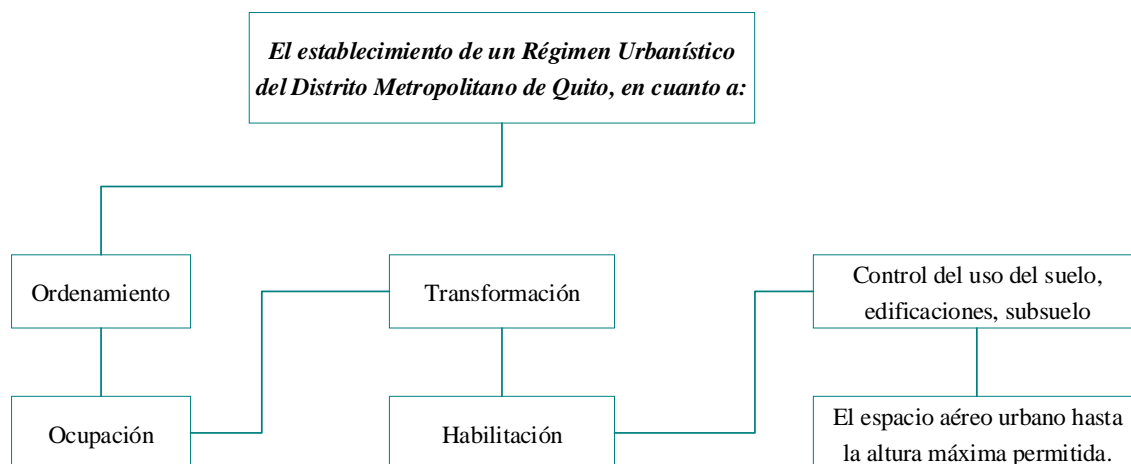 El establecimiento de un Régimen Urbanístico
del Distrito Metropolitano de Quito, en cuanto a:
Ordenamiento
Ocupación
Transformación
Habilitación
Control del uso del suelo,
edificaciones, subsuelo
El espacio aéreo urbano hasta
la altura máxima permitida.